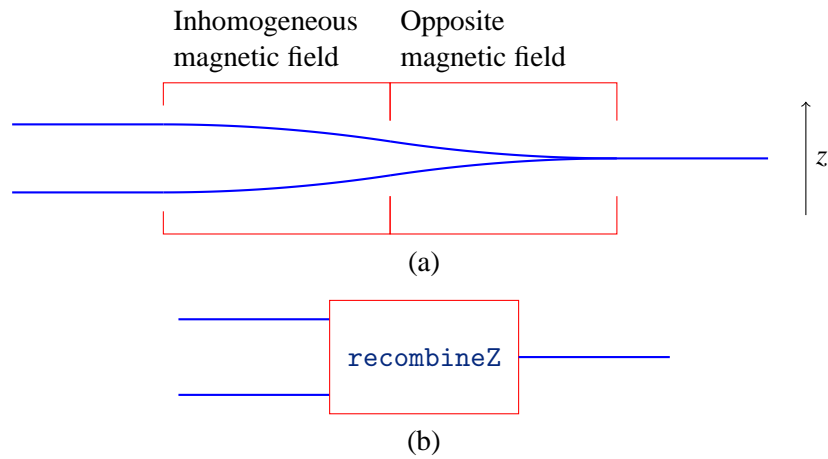 Inhomogeneous
magnetic field
Opposite
magnetic field
z
(a)
recombineZ
(b)